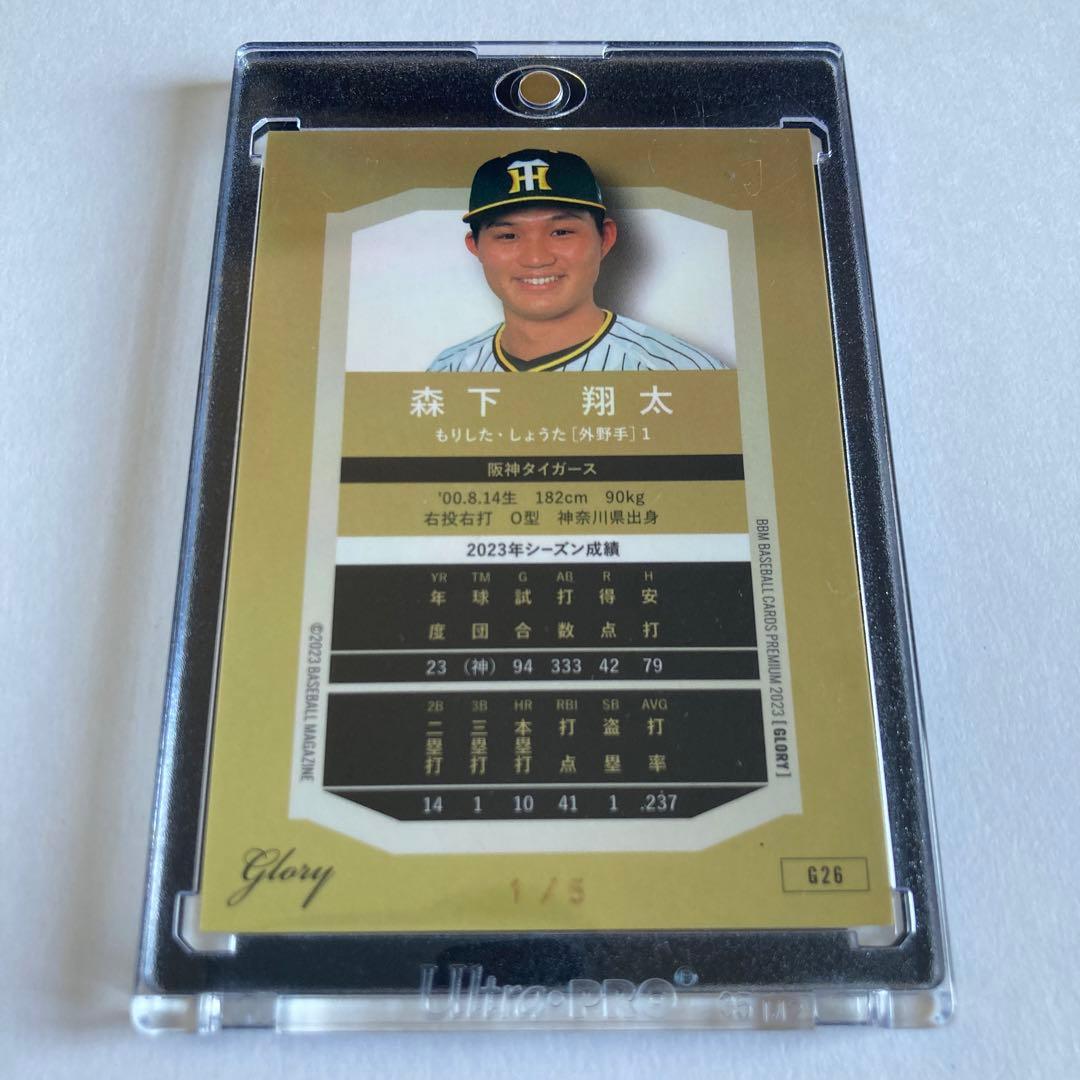 TH
森下 翔太
もりした・しょうた［外野手］1
阪神タイガース
'00.8.14生 182cm 90kg
右投右打 O型 神奈川県出身
2023年シーズン成績
YR TM G AB R H
年度 球団 試合 打数 得点 安打
23 (神) 94 333 42 79
2B 3B HR RBI SB AVG
二塁打 三塁打 本塁打 打点 盗塁 打率
14 1 10 41 1 .237
©2023 BASEBALL MAGAZINE
BBM BASEBALL CARDS PREMIUM 2023 [GLORY]
Glory
1/5
G26
Ultra·PRO®